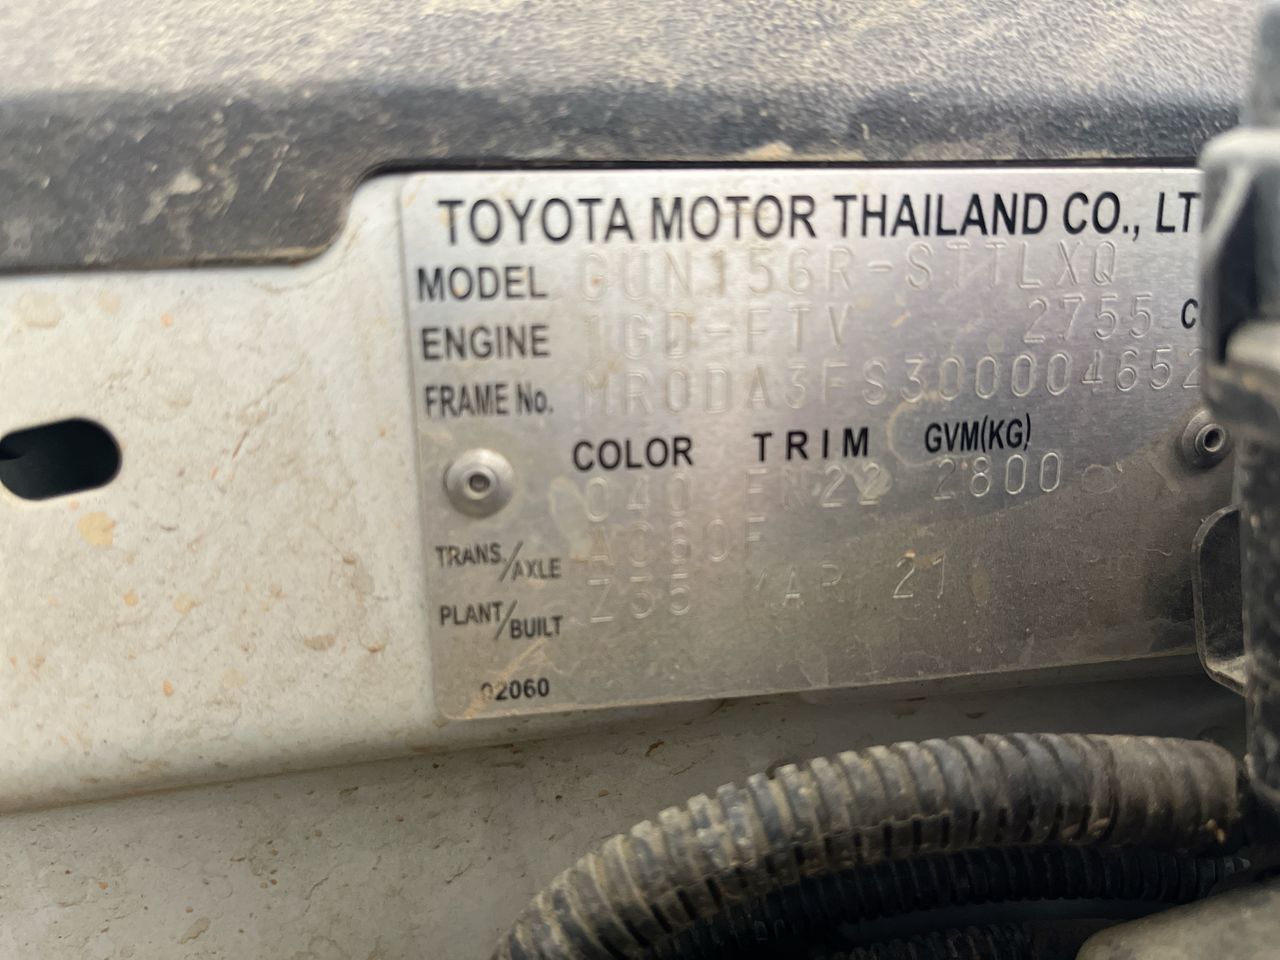 TOYOTA MOTOR THAILAND CO., LT
MODEL GUN156R-STTLXQ
ENGINE 1GD-FTV 2755 C
FRAME No. MR0DA3FS300004652
COLOR TRIM GVM(KG)
040 FN22 2800
TRANS./AXLE AC60F
PLANT/BUILT Z35 MAR 21
02060